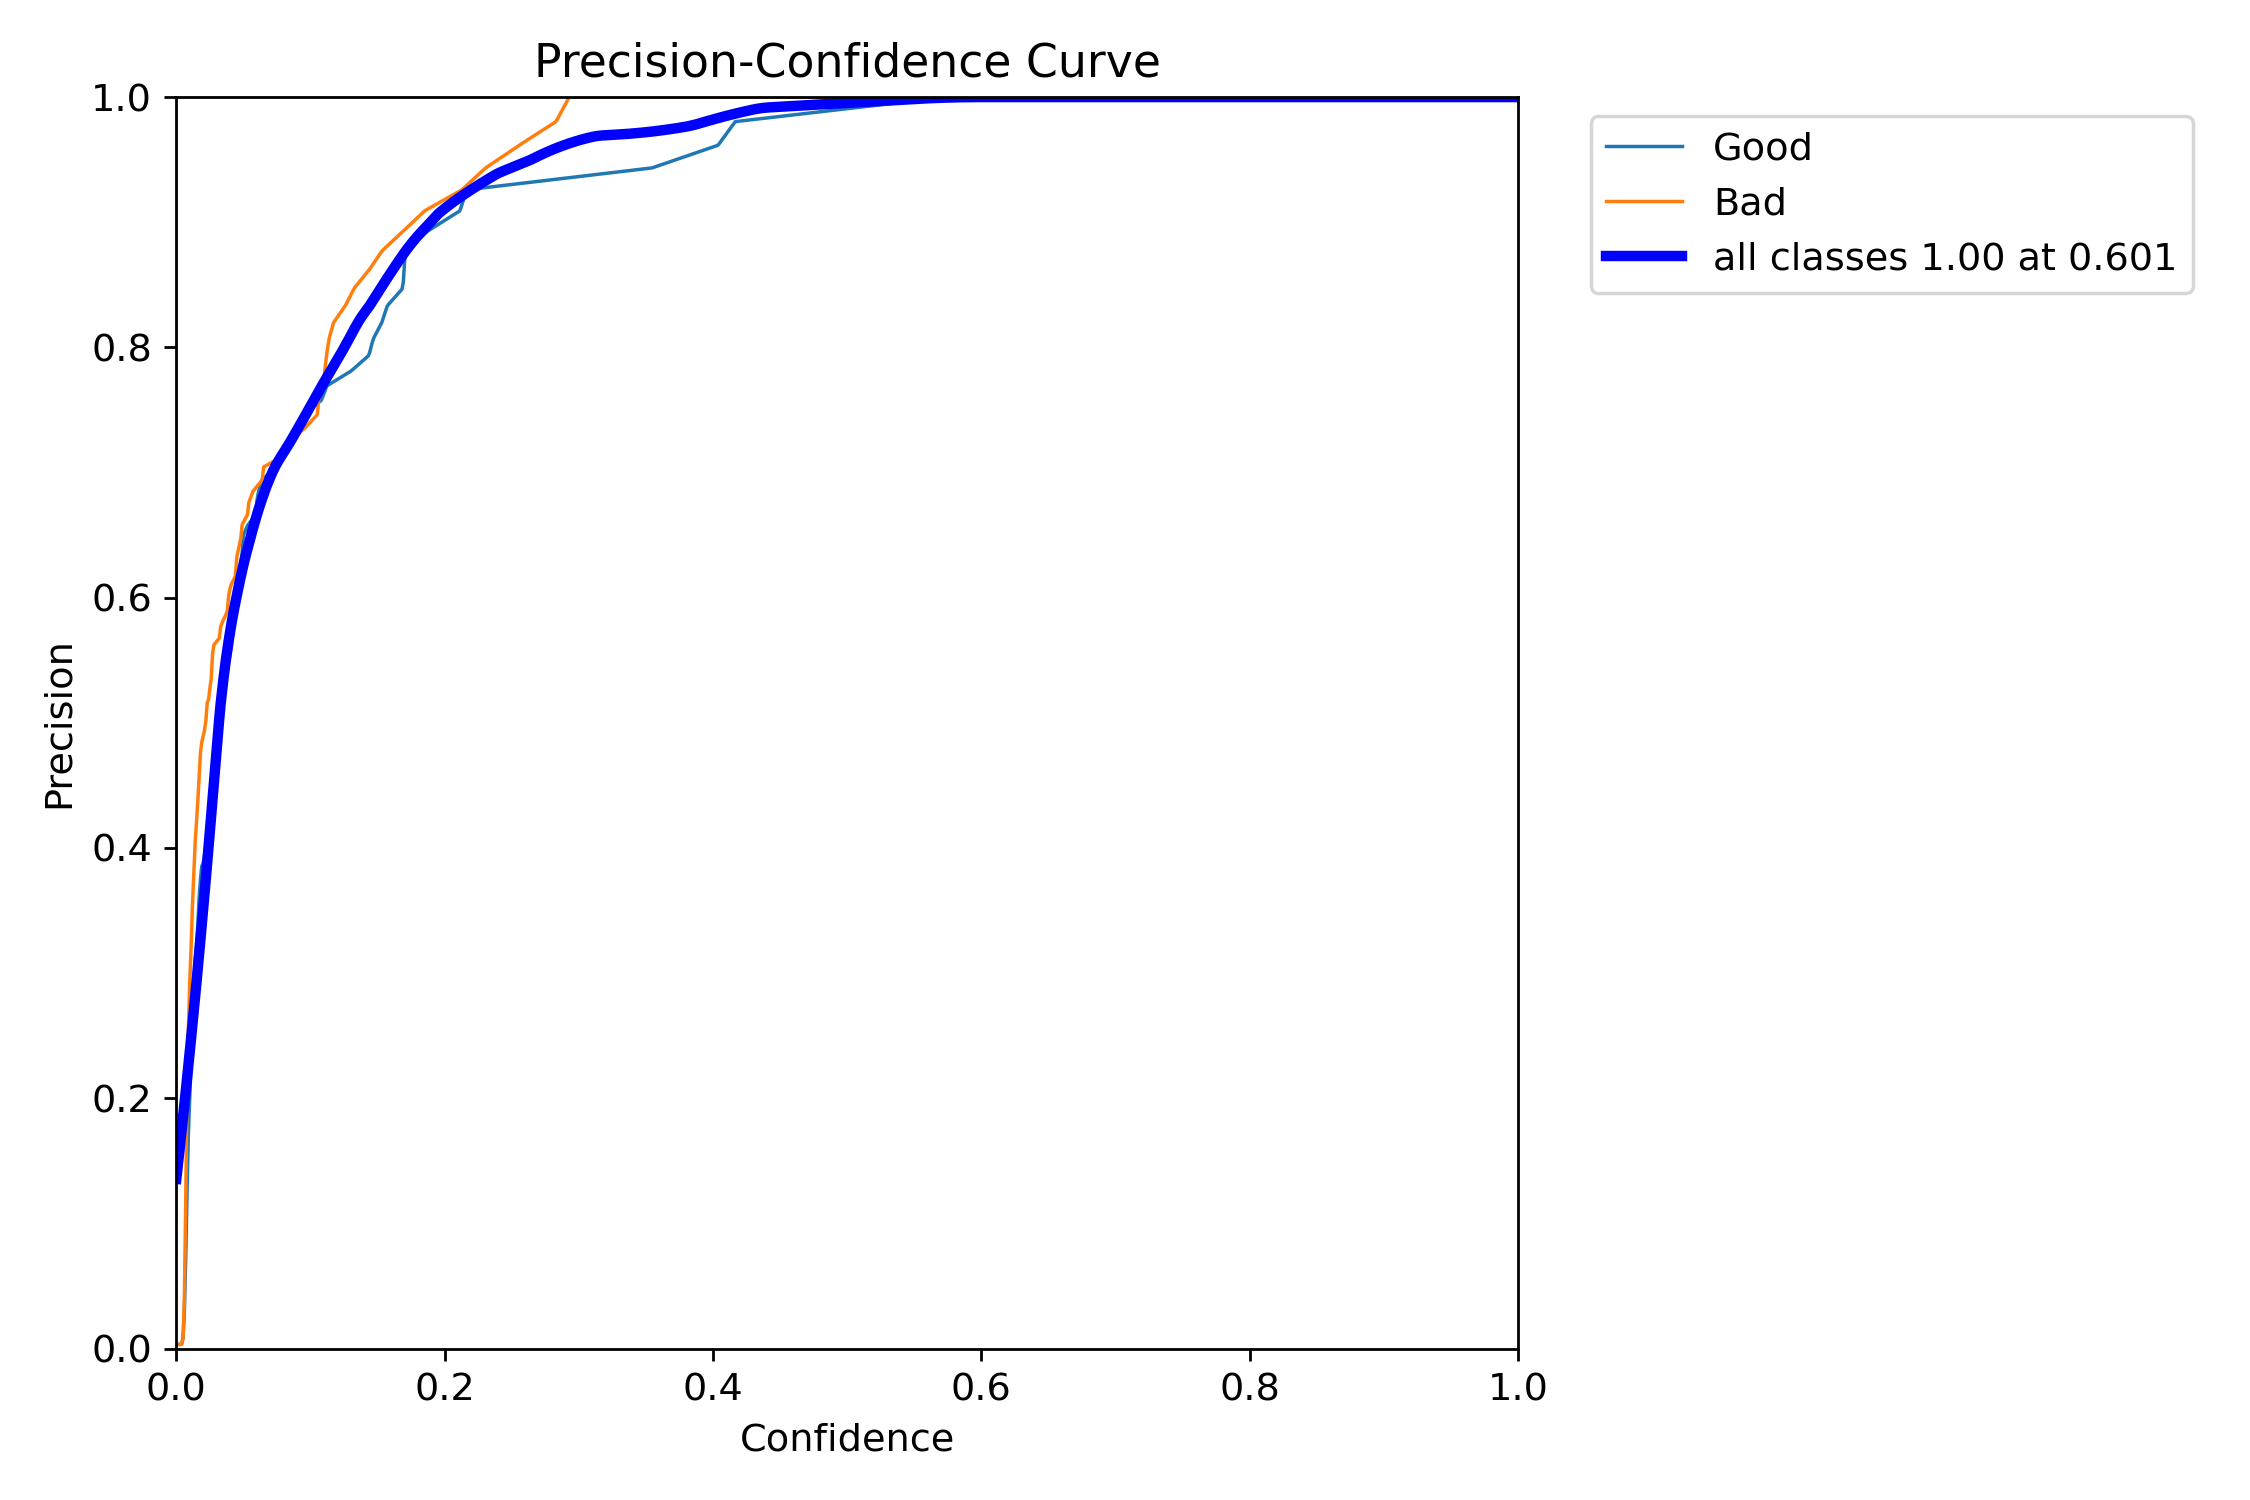 Precision-Confidence Curve
1.0
0.8
0.6
0.4
0.2
0.0
Precision
0.0 0.2 0.4 0.6 0.8 1.0
Confidence
Good
Bad
all classes 1.00 at 0.601